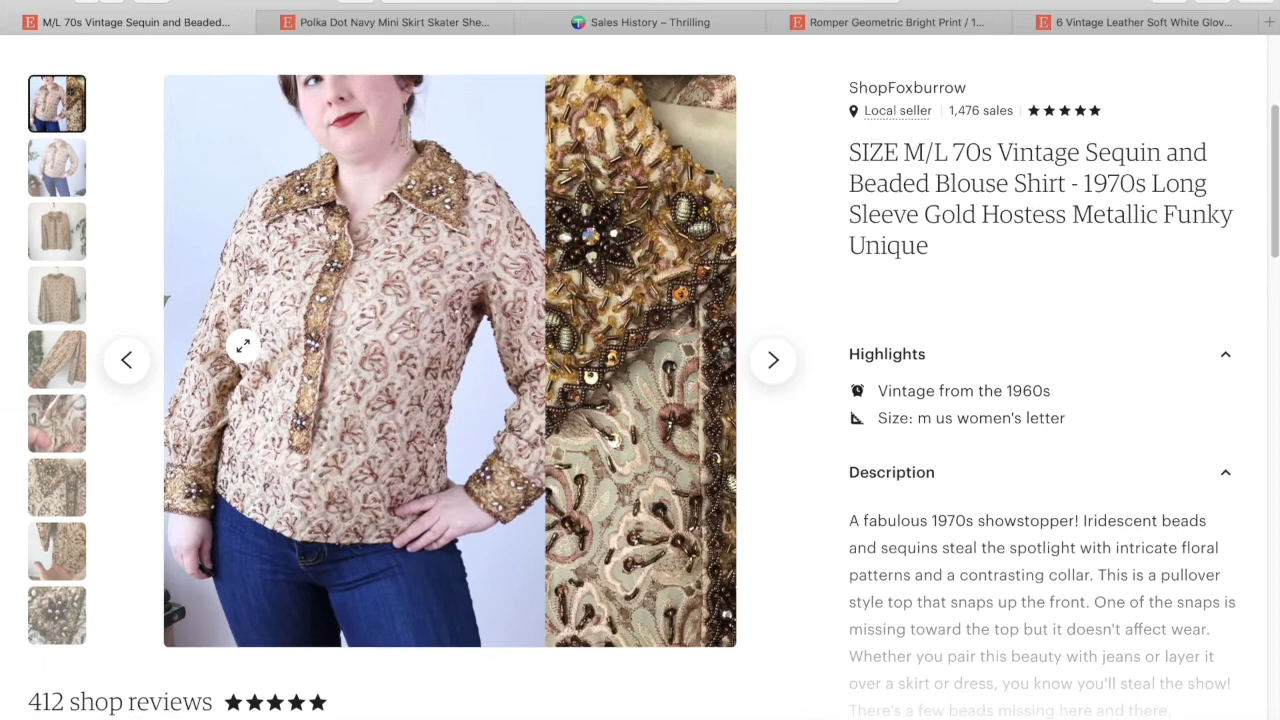 M/L 70s Vintage Sequin and Beaded...
Polka Dot Navy Mini Skirt Skater She...
Sales History – Thrilling
Romper Geometric Bright Print / 1...
6 Vintage Leather Soft White Glov...
ShopFoxburrow
Local seller 1,476 sales
SIZE M/L 70s Vintage Sequin and
Beaded Blouse Shirt - 1970s Long
Sleeve Gold Hostess Metallic Funky
Unique
Highlights
Vintage from the 1960s
Size: m us women's letter
Description
A fabulous 1970s showstopper! Iridescent beads
and sequins steal the spotlight with intricate floral
patterns and a contrasting collar. This is a pullover
style top that snaps up the front. One of the snaps is
missing toward the top but it doesn't affect wear.
Whether you pair this beauty with jeans or layer it
over a skirt or dress, you know you'll steal the show!
There's a few beads missing here and there,
412 shop reviews